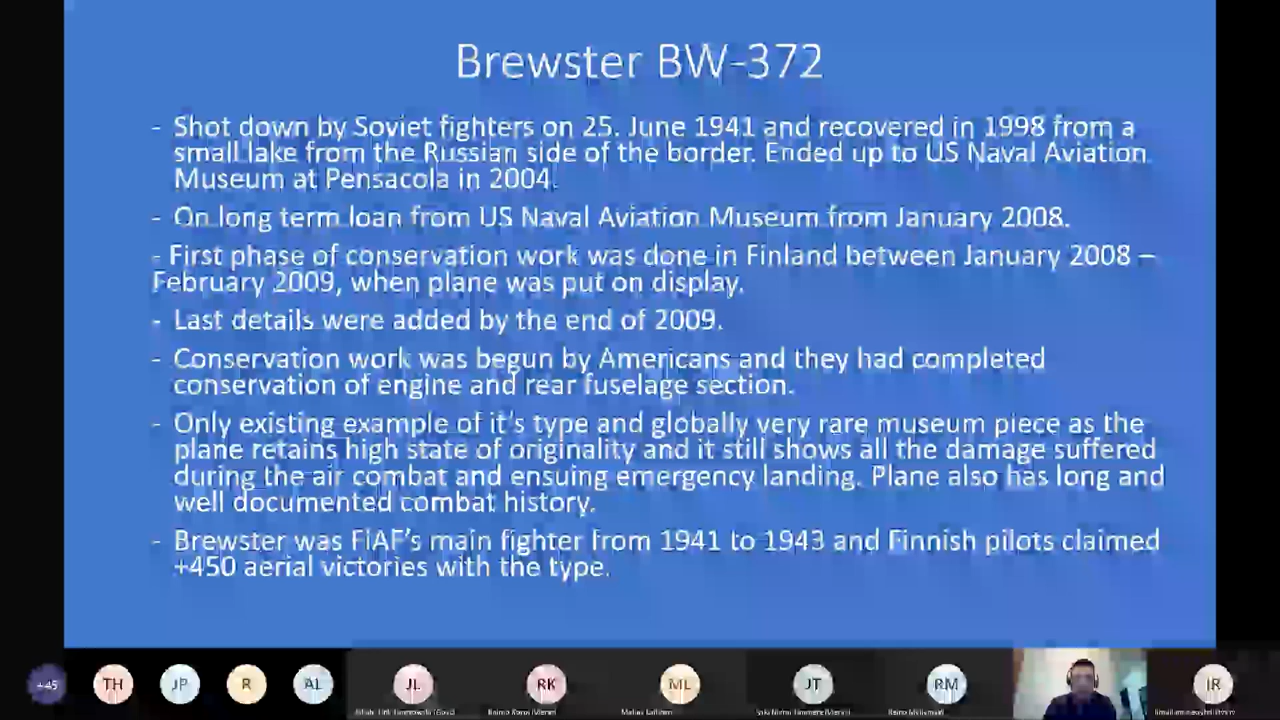 Brewster BW-372
- Shot down by Soviet fighters on 25. June 1941 and recovered in 1998 from a
small lake from the Russian side of the border. Ended up to US Naval Aviation
Museum at Pensacola in 2004.
- On long term loan from US Naval Aviation Museum from January 2008.
- First phase of conservation work was done in Finland between January 2008 –
February 2009, when plane was put on display.
- Last details were added by the end of 2009.
- Conservation work was begun by Americans and they had completed
conservation of engine and rear fuselage section.
- Only existing example of it's type and globally very rare museum piece as the
plane retains high state of originality and it still shows all the damage suffered
during the air combat and ensuing emergency landing. Plane also has long and
well documented combat history.
- Brewster was FiAF's main fighter from 1941 to 1943 and Finnish pilots claimed
+450 aerial victories with the type.
+45 TH JP R AL JL RK ML JT RM IR